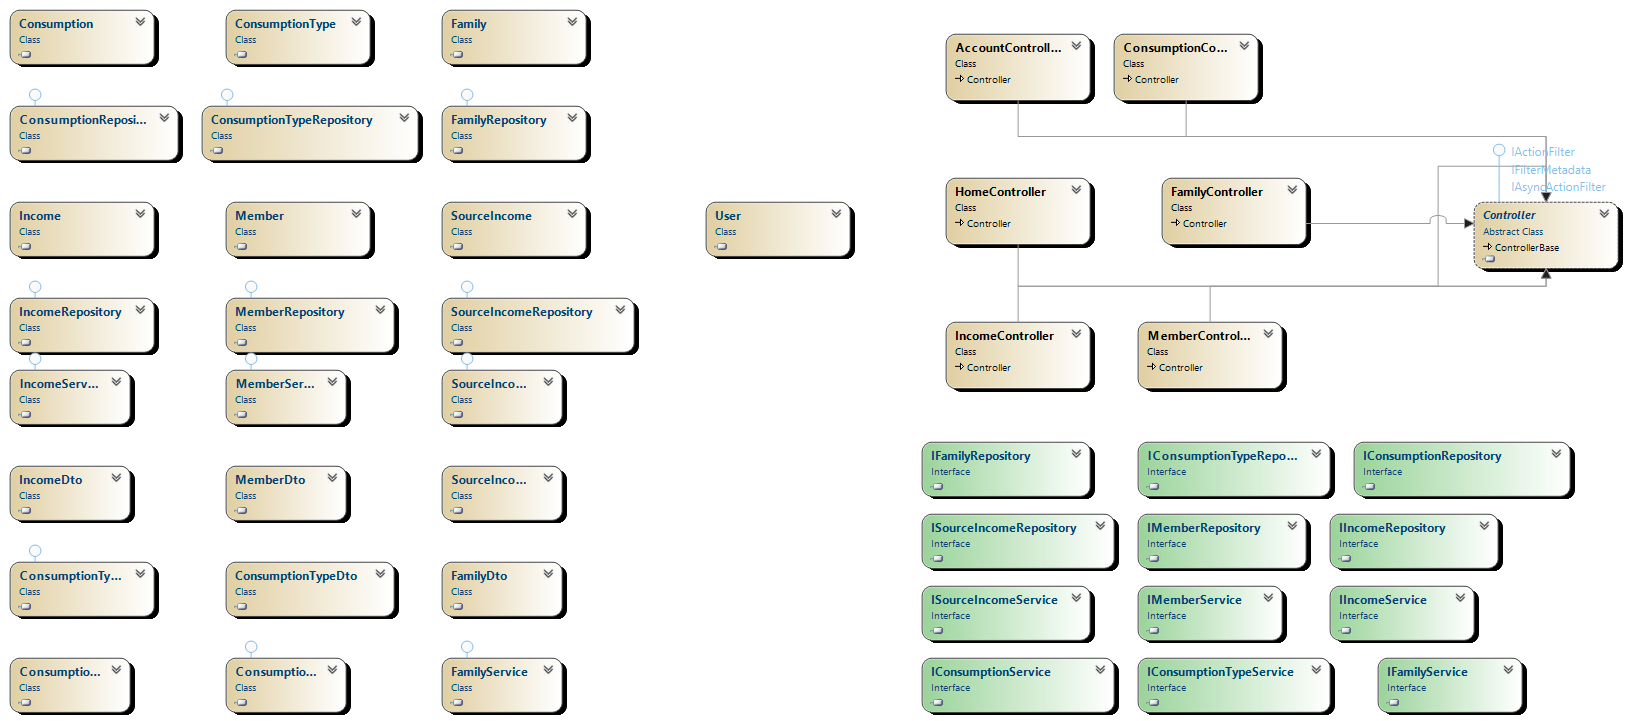 Consumption
Class
ConsumptionType
Class
Family
Class
ConsumptionReposi...
Class
ConsumptionTypeRepository
Class
FamilyRepository
Class
Income
Class
Member
Class
SourceIncome
Class
User
Class
IncomeRepository
Class
MemberRepository
Class
SourceIncomeRepository
Class
IncomeServ...
Class
MemberSer...
Class
SourceInco...
Class
IncomeDto
Class
MemberDto
Class
SourceInco...
Class
ConsumptionTy...
Class
ConsumptionTypeDto
Class
FamilyDto
Class
Consumptio...
Class
Consumptio...
Class
FamilyService
Class
AccountControll...
Class
Controller
ConsumptionCo...
Class
Controller
IActionFilter
IFilterMetadata
IAsyncActionFilter
HomeController
Class
Controller
FamilyController
Class
Controller
Controller
Abstract Class
ControllerBase
IncomeController
Class
Controller
MemberControl...
Class
Controller
IFamilyRepository
Interface
IConsumptionTypeRepo...
Interface
IConsumptionRepository
Interface
ISourceIncomeRepository
Interface
IMemberRepository
Interface
IIncomeRepository
Interface
ISourceIncomeService
Interface
IMemberService
Interface
IIncomeService
Interface
IConsumptionService
Interface
IConsumptionTypeService
Interface
IFamilyService
Interface